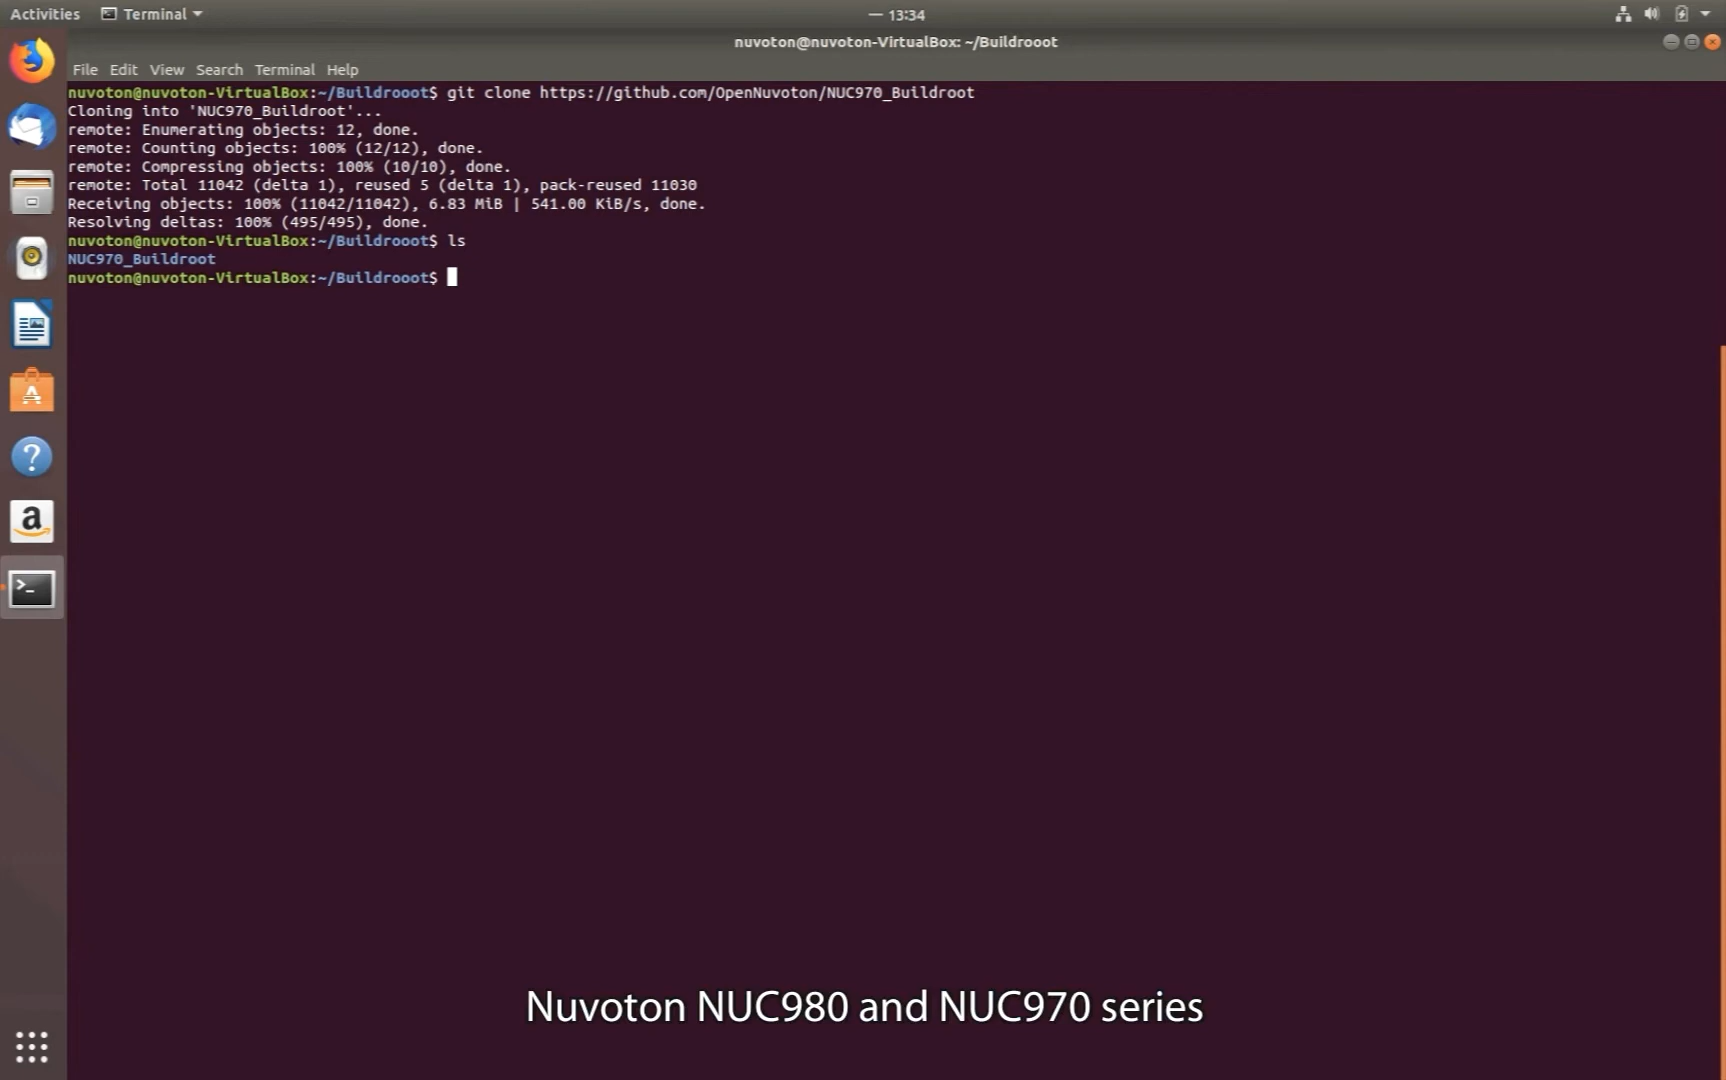 Activities Terminal — 13:34
nuvoton@nuvoton-VirtualBox: ~/Buildrooot
File Edit View Search Terminal Help
nuvoton@nuvoton-VirtualBox:~/Buildrooot$ git clone https://github.com/OpenNuvoton/NUC970_Buildroot
Cloning into 'NUC970_Buildroot'...
remote: Enumerating objects: 12, done.
remote: Counting objects: 100% (12/12), done.
remote: Compressing objects: 100% (10/10), done.
remote: Total 11042 (delta 1), reused 5 (delta 1), pack-reused 11030
Receiving objects: 100% (11042/11042), 6.83 MiB | 541.00 KiB/s, done.
Resolving deltas: 100% (495/495), done.
nuvoton@nuvoton-VirtualBox:~/Buildrooot$ ls
NUC970_Buildroot
nuvoton@nuvoton-VirtualBox:~/Buildrooot$
Nuvoton NUC980 and NUC970 series